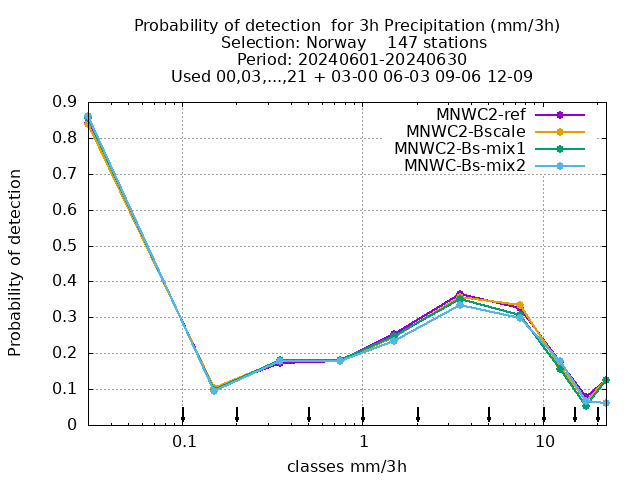 Probability of detection  for 3h Precipitation (mm/3h)
Selection: Norway    147 stations
Period: 20240601-20240630
Used 00,03,...,21 + 03-00 06-03 09-06 12-09
MNWC2-ref
MNWC2-Bscale
MNWC2-Bs-mix1
MNWC-Bs-mix2
Probability of detection
0.9
0.8
0.7
0.6
0.5
0.4
0.3
0.2
0.1
0
0.1 1 10
classes mm/3h